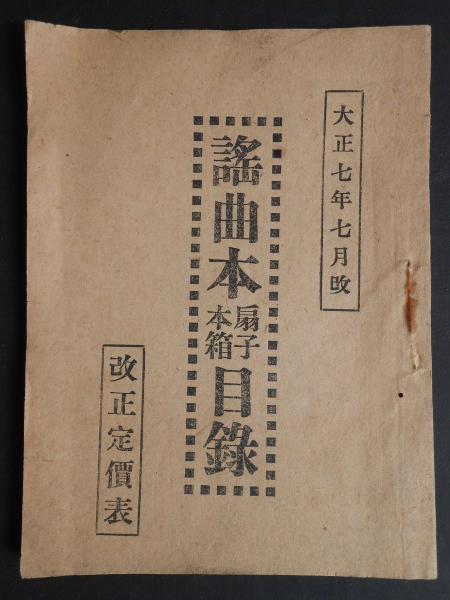 大正七年七月改
謠曲本扇子本箱目錄
改正定價表